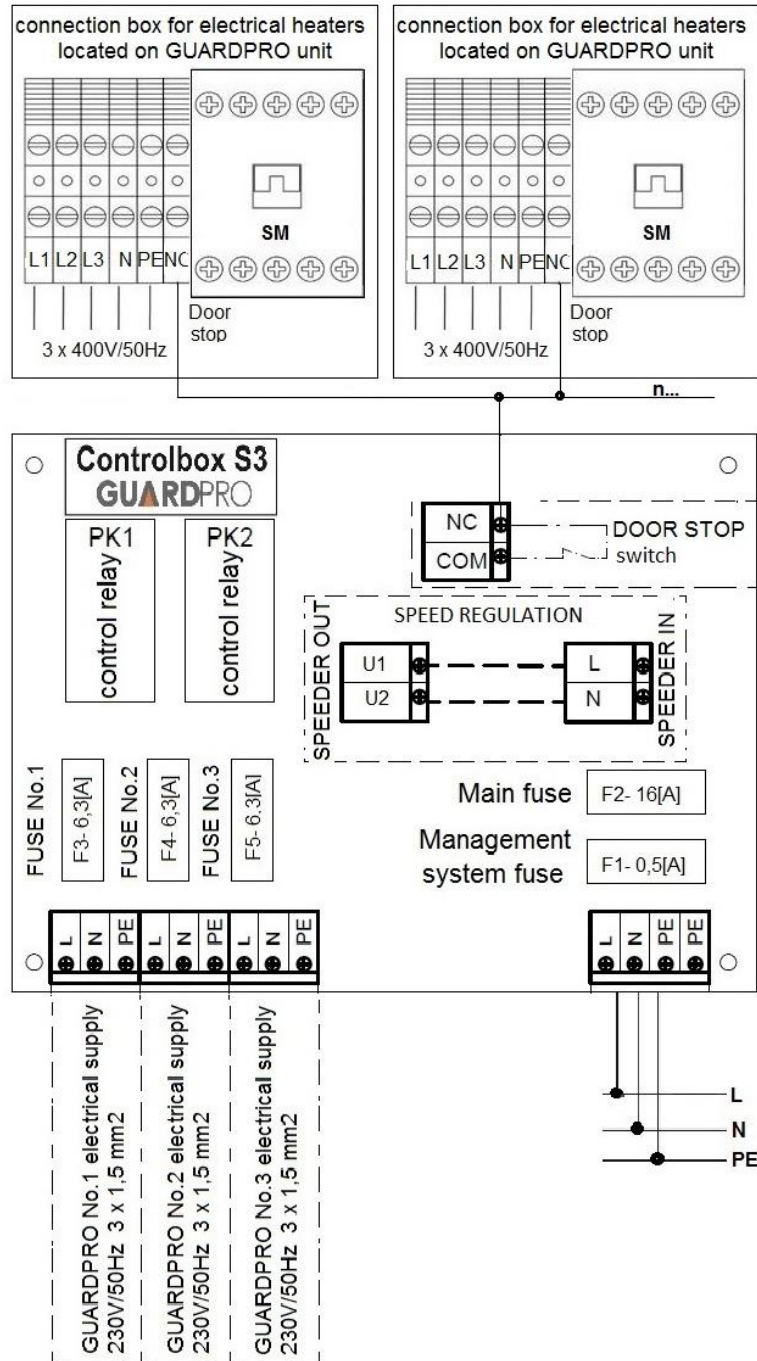 connection box for electrical heaters
located on GUARDPRO unit
SM
L1 L2 L3 N PE NC
Door
stop
3 x 400V/50Hz
connection box for electrical heaters
located on GUARDPRO unit
SM
L1 L2 L3 N PE NC
Door
stop
3 x 400V/50Hz
n...
Controlbox S3
GUARDPRO
PK1
control relay
PK2
control relay
NC
COM
DOOR STOP
switch
SPEED REGULATION
SPEEDER OUT
U1
U2
L
N
SPEEDER IN
FUSE No.1
F3- 6,3[A]
FUSE No.2
F4- 6,3[A]
FUSE No.3
F5- 6,3[A]
Main fuse
F2- 16[A]
Management
system fuse
F1- 0,5[A]
L N PE L N PE L N PE
L N PE PE
GUARDPRO No.1 electrical supply
230V/50Hz 3 x 1,5 mm2
GUARDPRO No.2 electrical supply
230V/50Hz 3 x 1,5 mm2
GUARDPRO No.3 electrical supply
230V/50Hz 3 x 1,5 mm2
L
N
PE